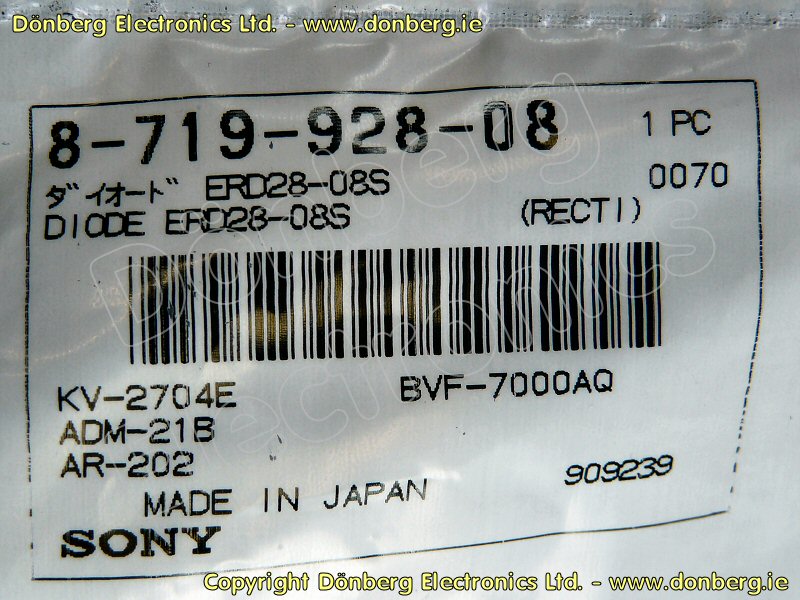 Dönberg Electronics Ltd. - www.donberg.ie
8-719-928-08 1 PC
ダイオード ERD28-08S 0070
DIODE ERD28-08S (RECTI)
Dönberg
Electronics
KV-2704E BVF-7000AQ
ADM-21B
AR-202 909239
MADE IN JAPAN
SONY
Copyright Dönberg Electronics Ltd. - www.donberg.ie